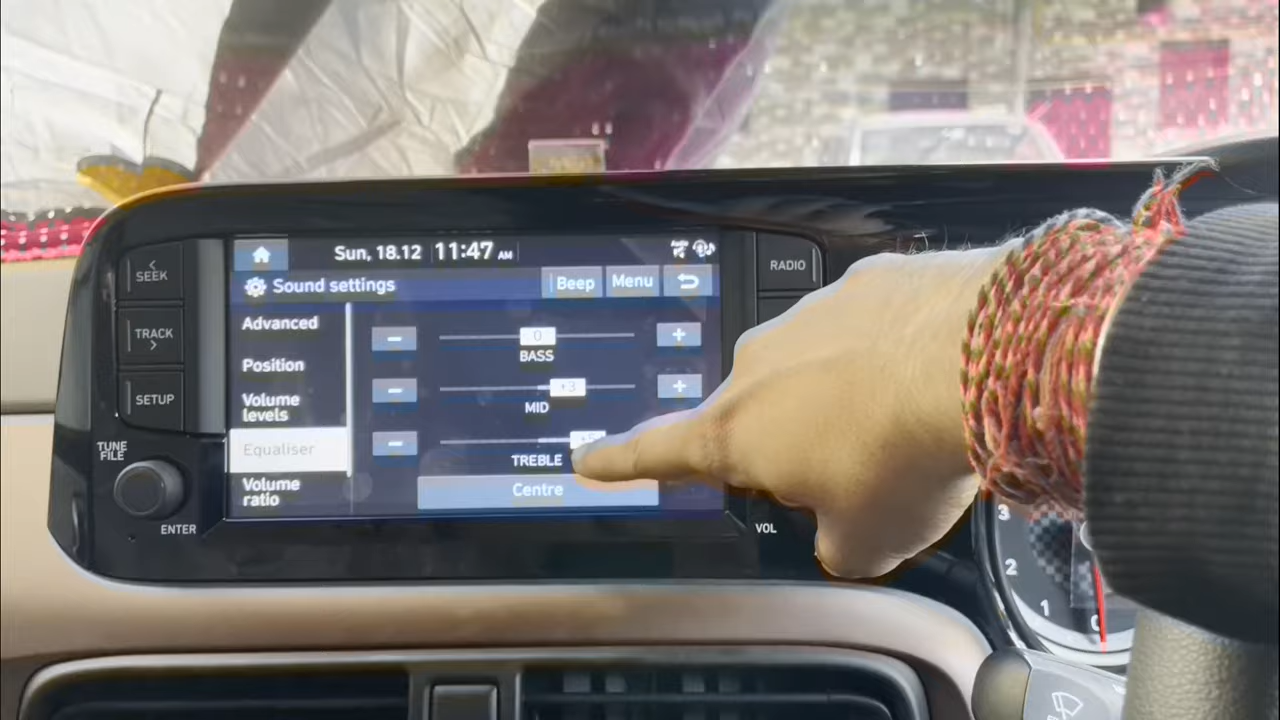 Sun, 18.12 11:47 AM
Sound settings Beep Menu
Advanced
Position
Volume
levels
Equaliser
Volume
ratio
0
BASS
+3
MID
TREBLE
Centre
SEEK
TRACK
SETUP
TUNE
FILE
ENTER
RADIO
VOL
3
2
1
0